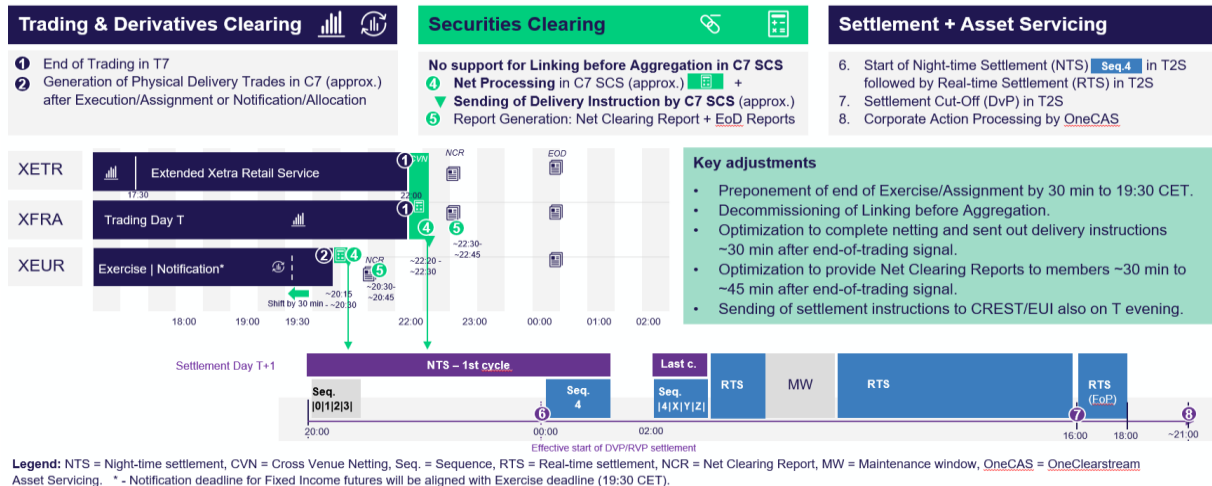 Trading & Derivatives Clearing
1 End of Trading in T7
2 Generation of Physical Delivery Trades in C7 (approx.)
after Execution/Assignment or Notification/Allocation
Securities Clearing
No support for Linking before Aggregation in C7 SCS
4 Net Processing in C7 SCS (approx.) +
Sending of Delivery Instruction by C7 SCS (approx.)
5 Report Generation: Net Clearing Report + EoD Reports
Settlement + Asset Servicing
6. Start of Night-time Settlement (NTS) Seq.4 in T2S
followed by Real-time Settlement (RTS) in T2S
7. Settlement Cut-Off (DvP) in T2S
8. Corporate Action Processing by OneCAS
XETR
Extended Xetra Retail Service
17:30
1
CVN
22:00
NCR
EOD
XFRA
Trading Day T
1
4
5
~22:30-
~22:45
~22:20 -
~22:30
XEUR
Exercise | Notification*
2
4
NCR
5
~20:30-
~20:45
~20:15
- ~20:30
Shift by 30 min
18:00
19:00
19:30
22:00
23:00
00:00
01:00
02:00
Key adjustments
• Preponement of end of Exercise/Assignment by 30 min to 19:30 CET.
• Decommissioning of Linking before Aggregation.
• Optimization to complete netting and sent out delivery instructions
~30 min after end-of-trading signal.
• Optimization to provide Net Clearing Reports to members ~30 min to
~45 min after end-of-trading signal.
• Sending of settlement instructions to CREST/EUI also on T evening.
Settlement Day T+1
NTS – 1st cycle
Last c.
Seq.
|0|1|2|3|
Seq.
4
Seq.
|4|X|Y|Z|
RTS
MW
RTS
RTS
(FoP)
6
7
8
20:00
00:00
02:00
16:00
18:00
~21:00
Effective start of DVP/RVP settlement
Legend: NTS = Night-time settlement, CVN = Cross Venue Netting, Seq. = Sequence, RTS = Real-time settlement, NCR = Net Clearing Report, MW = Maintenance window, OneCAS = OneClearstream
Asset Servicing. * - Notification deadline for Fixed Income futures will be aligned with Exercise deadline (19:30 CET).